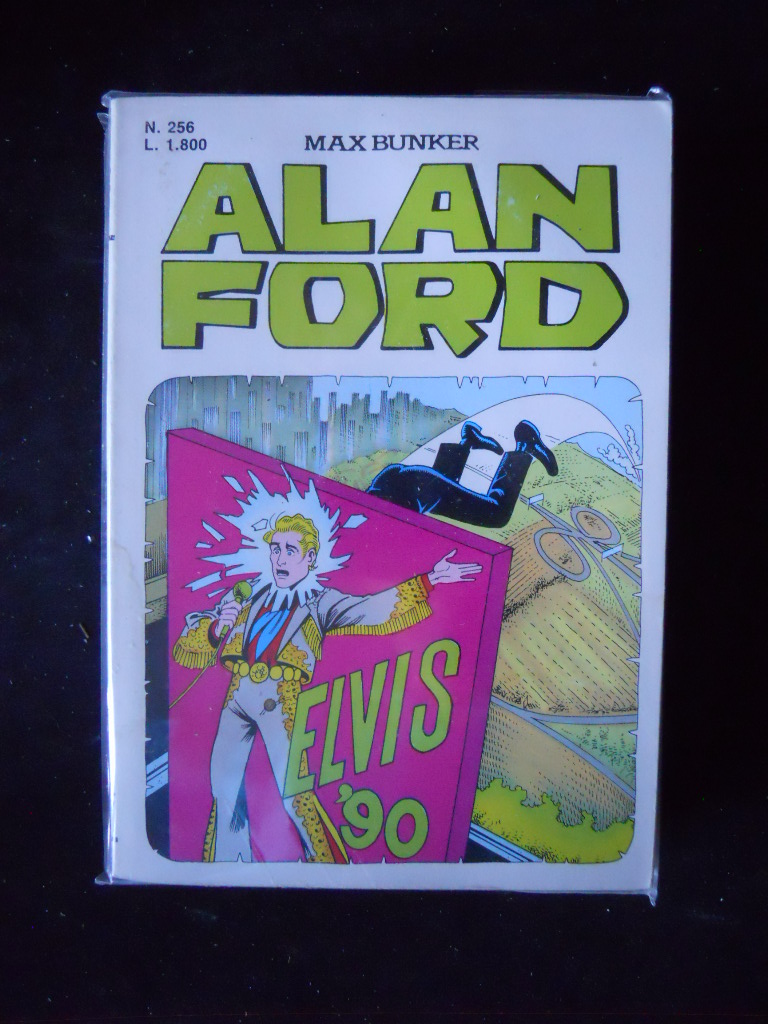 N. 256
L. 1.800
MAX BUNKER
ALAN
FORD
ELVIS
'90